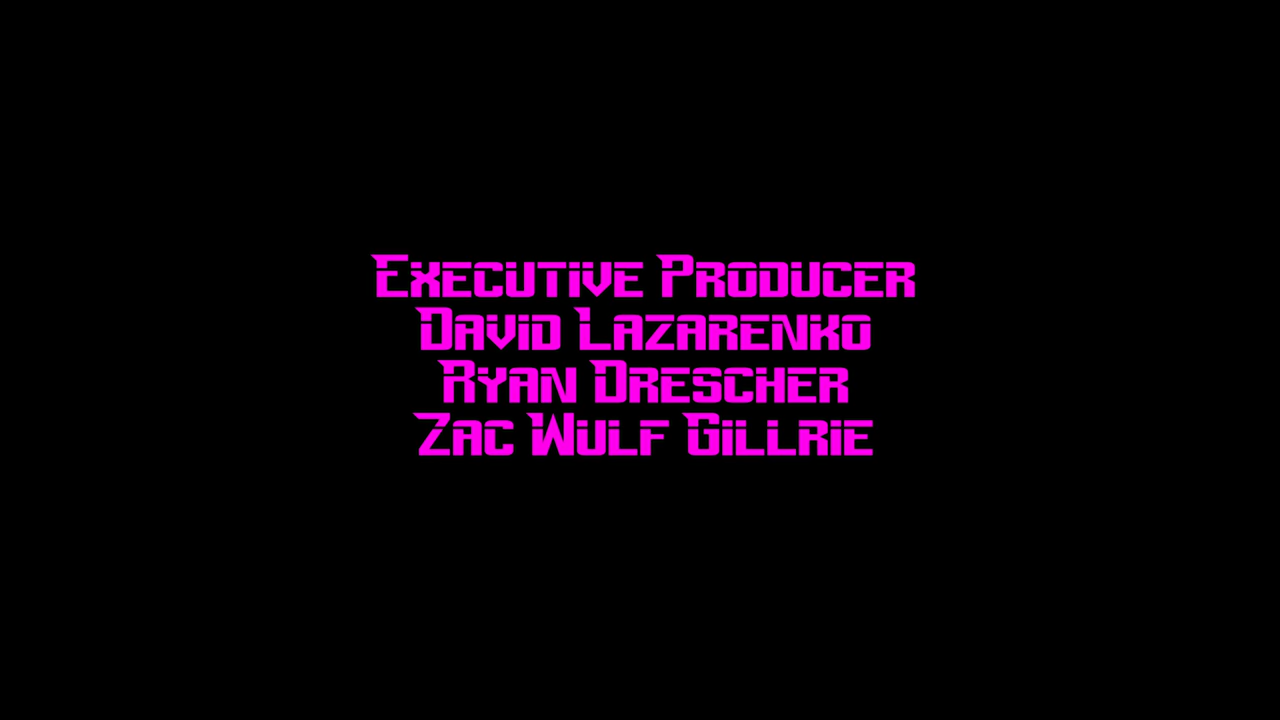 Executive Producer
David Lazarenko
Ryan Drescher
Zac Wulf Gillrie